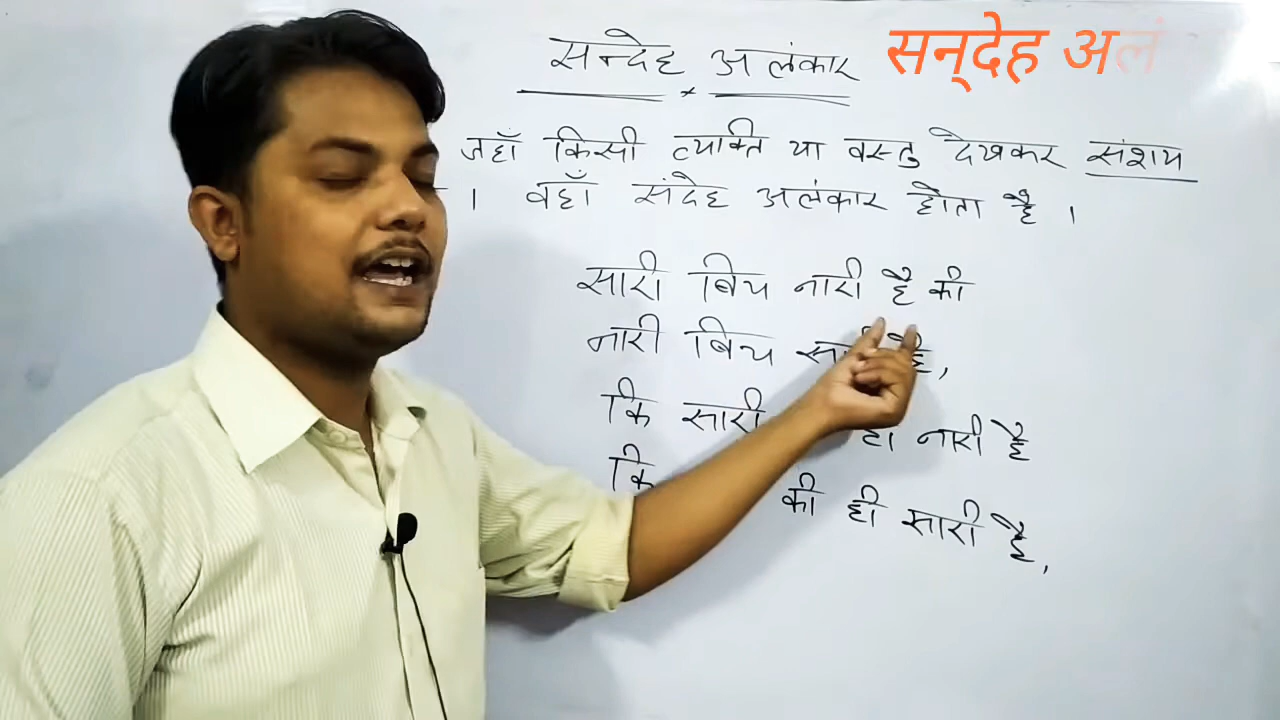 सन्देह अलंकार
सन्देह अलं
जहाँ किसी व्यक्ति या वस्तु देखकर संशय
। वहाँ संदेह अलंकार होता है ।
सारी बिच नारी है की
नारी बिच है,
कि सारी नारी है
कि की ही सारी है,